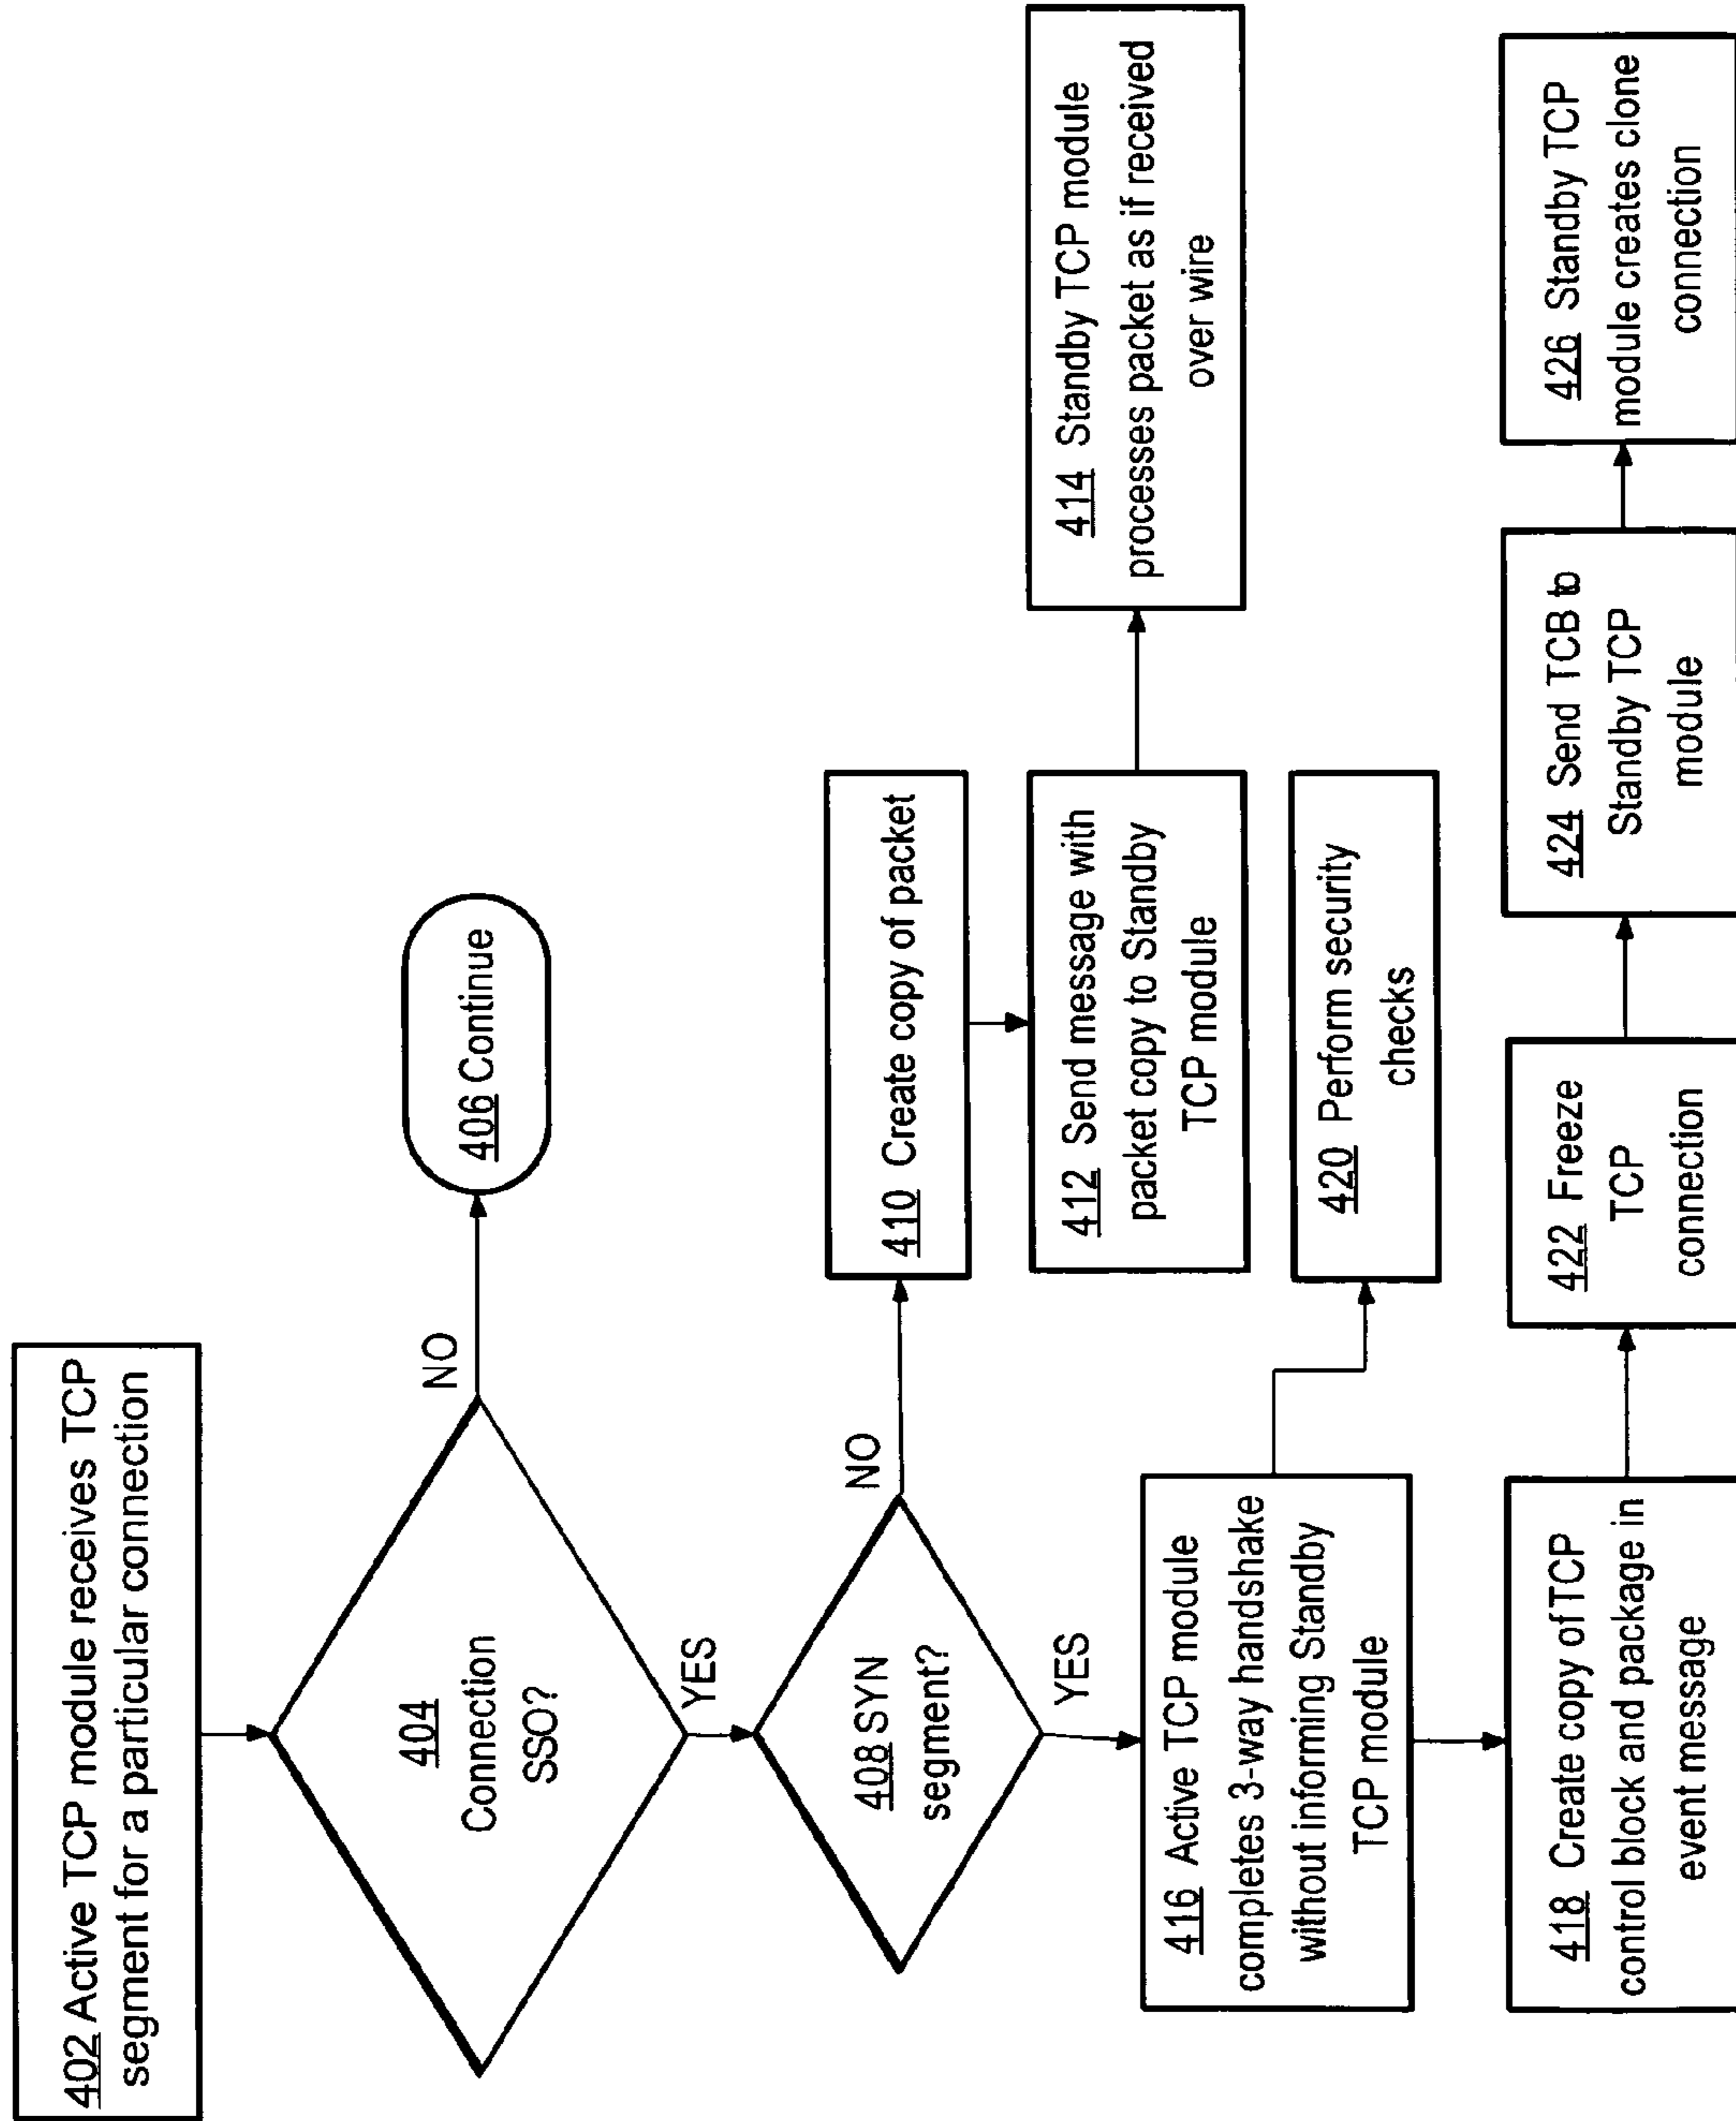 402 Active TCP module receives TCP
segment for a particular connection
404
Connection
SSO?
NO
406 Continue
YES
408 SYN
segment?
NO
410 Create copy of packet
412 Send message with
packet copy to Standby
TCP module
414 Standby TCP module
processes packet as if received
over wire
YES
416 Active TCP module
completes 3-way handshake
without informing Standby
TCP module
420 Perform security
checks
418 Create copy of TCP
control block and package in
event message
422 Freeze
TCP
connection
424 Send TCB to
Standby TCP
module
426 Standby TCP
module creates clone
connection